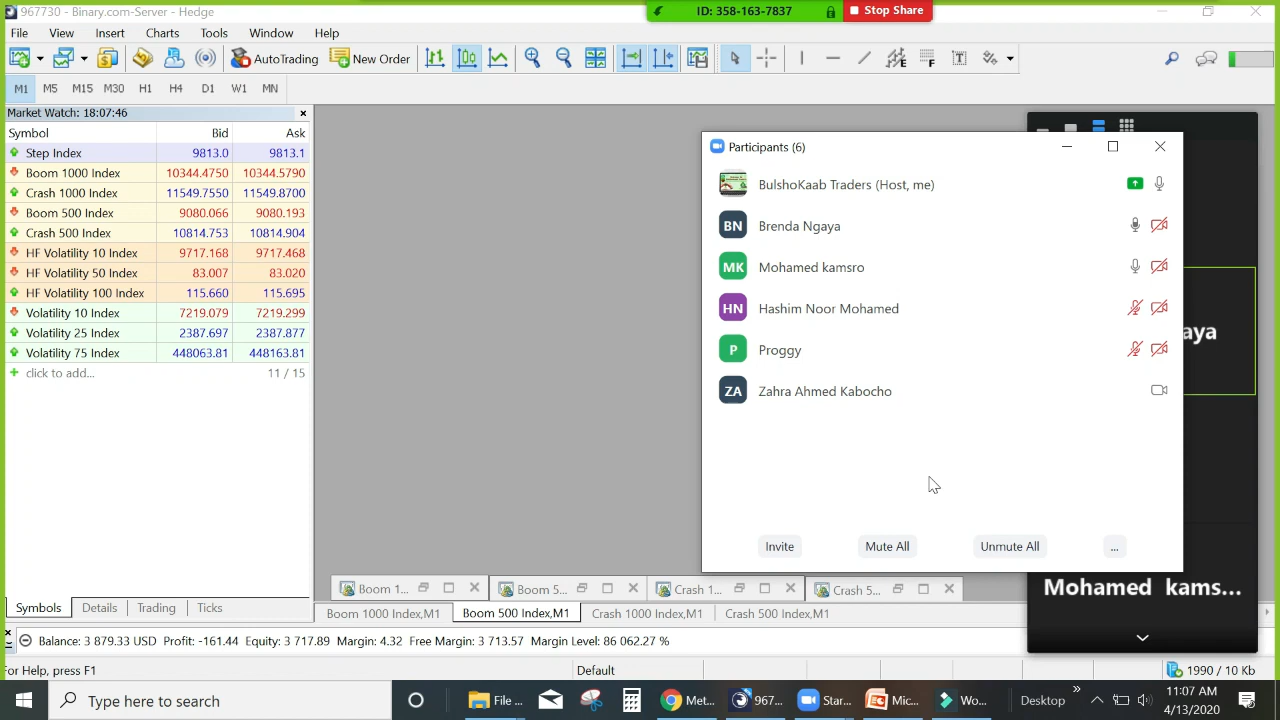 967730 - Binary.com-Server - Hedge
ID: 358-163-7837
Stop Share
File View Insert Charts Tools Window Help
AutoTrading New Order
M1 M5 M15 M30 H1 H4 D1 W1 MN
Market Watch: 18:07:46
Symbol Bid Ask
Step Index 9813.0 9813.1
Boom 1000 Index 10344.4750 10344.5790
Crash 1000 Index 11549.7550 11549.8700
Boom 500 Index 9080.066 9080.193
Crash 500 Index 10814.753 10814.904
HF Volatility 10 Index 9717.168 9717.468
HF Volatility 50 Index 83.007 83.020
HF Volatility 100 Index 115.660 115.695
Volatility 10 Index 7219.079 7219.299
Volatility 25 Index 2387.697 2387.877
Volatility 75 Index 448063.81 448163.81
click to add... 11 / 15
Participants (6)
BulshoKaab Traders (Host, me)
BN Brenda Ngaya
MK Mohamed kamsro
HN Hashim Noor Mohamed
P Proggy
ZA Zahra Ahmed Kabocho
Invite Mute All Unmute All ...
aya
Mohamed kams...
Boom 1... Boom 5... Crash 1... Crash 5...
Symbols Details Trading Ticks
Boom 1000 Index,M1 Boom 500 Index,M1 Crash 1000 Index,M1 Crash 500 Index,M1
Balance: 3 879.33 USD Profit: -161.44 Equity: 3 717.89 Margin: 4.32 Free Margin: 3 713.57 Margin Level: 86 062.27 %
For Help, press F1 Default 1990 / 10 Kb
Type here to search
File ... Met... 967... Star... Mic... Wo... Desktop
11:07 AM
4/13/2020